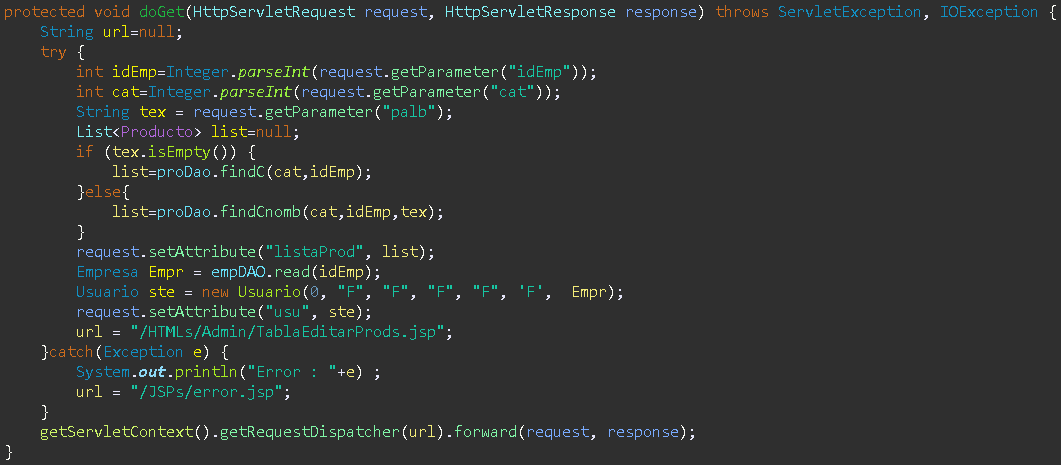 protected void doGet(HttpServletRequest request, HttpServletResponse response) throws ServletException, IOException {
    String url=null;
    try {
        int idEmp=Integer.parseInt(request.getParameter("idEmp"));
        int cat=Integer.parseInt(request.getParameter("cat"));
        String tex = request.getParameter("palb");
        List<Producto> list=null;
        if (tex.isEmpty()) {
            list=proDao.findC(cat,idEmp);
        }else{
            list=proDao.findCnomb(cat,idEmp,tex);
        }
        request.setAttribute("listaProd", list);
        Empresa Empr = empDAO.read(idEmp);
        Usuario ste = new Usuario(0, "F", "F", "F", "F", 'F',  Empr);
        request.setAttribute("usu", ste);
        url = "/HTMLs/Admin/TablaEditarProds.jsp";
    }catch(Exception e) {
        System.out.println("Error : "+e) ;
        url = "/JSPs/error.jsp";
    }
    getServletContext().getRequestDispatcher(url).forward(request, response);
}